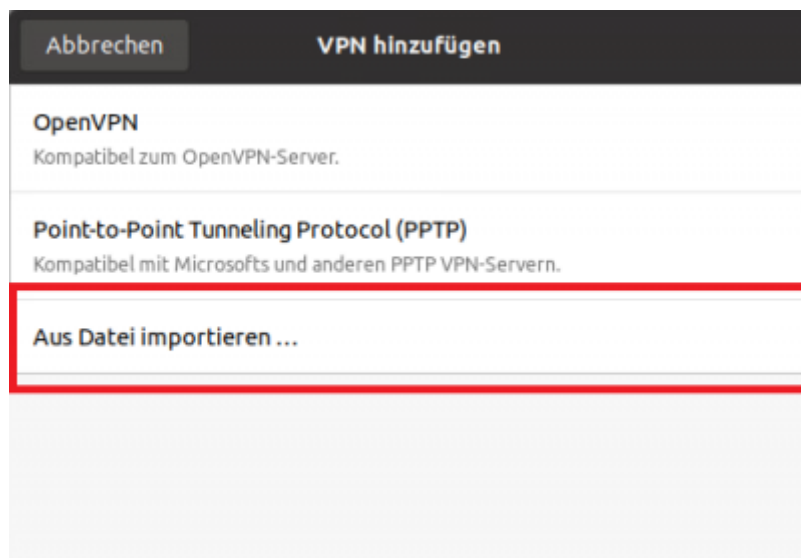 Abbrechen
VPN hinzufügen
OpenVPN
Kompatibel zum OpenVPN-Server.
Point-to-Point Tunneling Protocol (PPTP)
Kompatibel mit Microsofts und anderen PPTP VPN-Servern.
Aus Datei importieren …